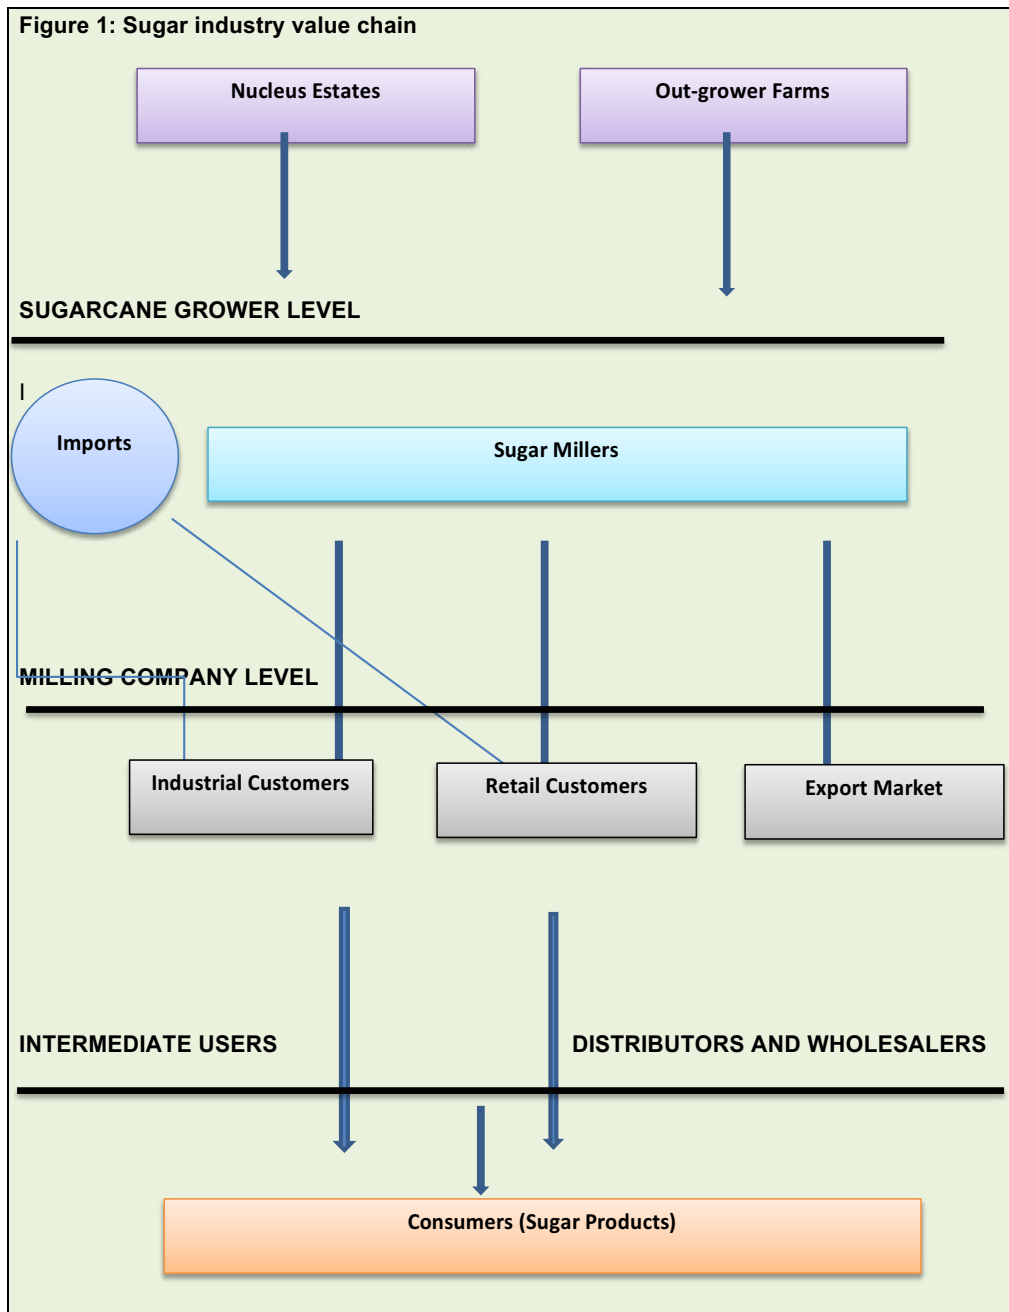 Figure 1: Sugar industry value chain
Nucleus Estates
Out-grower Farms
SUGARCANE GROWER LEVEL
I
Imports
Sugar Millers
MILLING COMPANY LEVEL
Industrial Customers
Retail Customers
Export Market
INTERMEDIATE USERS
DISTRIBUTORS AND WHOLESALERS
Consumers (Sugar Products)